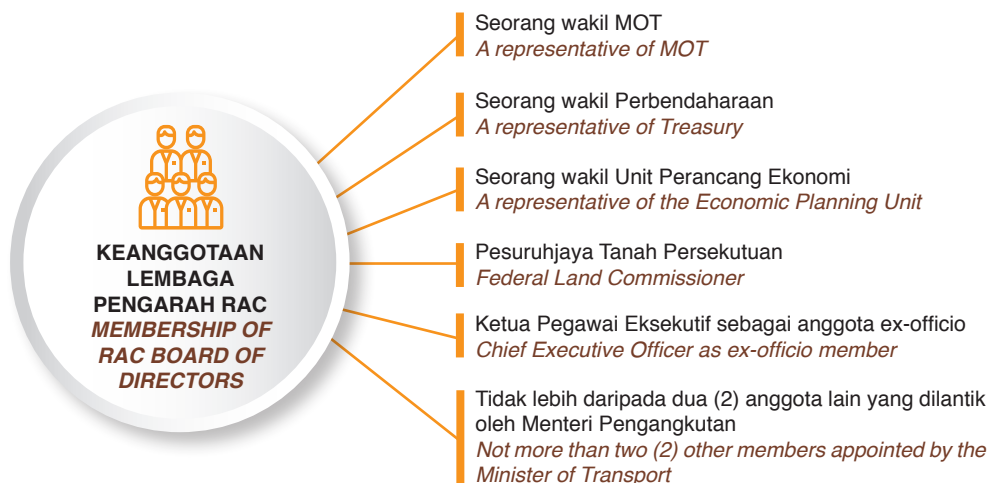 KEANGGOTAAN
LEMBAGA
PENGARAH RAC
MEMBERSHIP OF
RAC BOARD OF
DIRECTORS
Seorang wakil MOT
A representative of MOT
Seorang wakil Perbendaharaan
A representative of Treasury
Seorang wakil Unit Perancang Ekonomi
A representative of the Economic Planning Unit
Pesuruhjaya Tanah Persekutuan
Federal Land Commissioner
Ketua Pegawai Eksekutif sebagai anggota ex-officio
Chief Executive Officer as ex-officio member
Tidak lebih daripada dua (2) anggota lain yang dilantik
oleh Menteri Pengangkutan
Not more than two (2) other members appointed by the
Minister of Transport